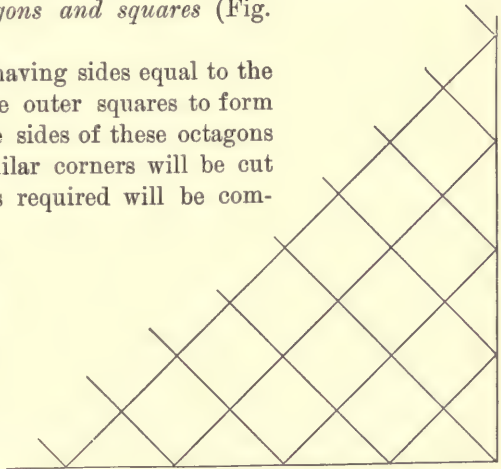 gons and squares (Fig.
having sides equal to the
e outer squares to form
e sides of these octagons
ilar corners will be cut
s required will be com-